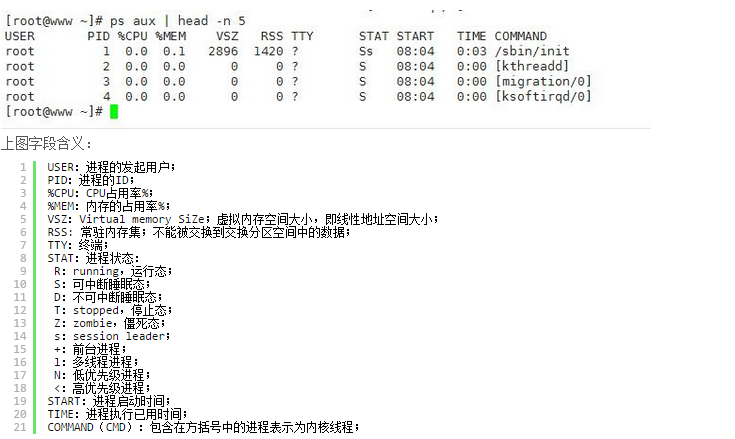 [root@www ~]# ps aux | head -n 5
USER PID %CPU %MEM VSZ RSS TTY STAT START TIME COMMAND
root 1 0.0 0.1 2896 1420 ? Ss 08:04 0:03 /sbin/init
root 2 0.0 0.0 0 0 ? S 08:04 0:00 [kthreadd]
root 3 0.0 0.0 0 0 ? S 08:04 0:00 [migration/0]
root 4 0.0 0.0 0 0 ? S 08:04 0:00 [ksoftirqd/0]
[root@www ~]#
上图字段含义：
1 USER：进程的发起用户；
2 PID：进程的ID；
3 %CPU：CPU占用率%；
4 %MEM：内存的占用率%；
5 VSZ：Virtual memory SiZe；虚拟内存空间大小，即线性地址空间大小；
6 RSS：常驻内存集；不能被交换到交换分区空间中的数据；
7 TTY：终端；
8 STAT：进程状态：
9 R：running，运行态；
10 S：可中断睡眠态；
11 D：不可中断睡眠态；
12 T：stopped，停止态；
13 Z：zombie，僵死态；
14 s：session leader；
15 +：前台进程；
16 l：多线程进程；
17 N：低优先级进程；
18 <：高优先级进程；
19 START：进程启动时间；
20 TIME：进程执行已用时间；
21 COMMAND（CMD）：包含在方括号中的进程表示为内核线程；